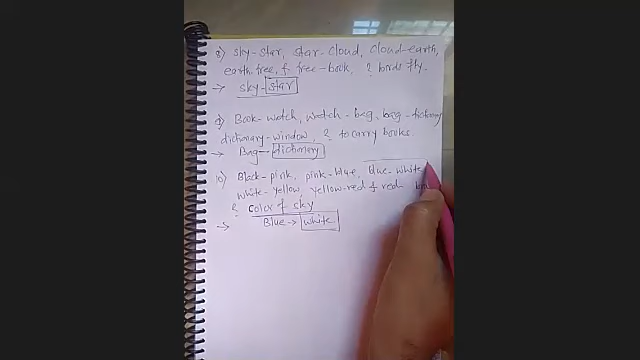 8) Sky-star, star-cloud, cloud-earth,
earth, tree, & tree-book, ? birds fly.
→ sky-star
9) Book-watch, watch-bag, bag-dictionary
dictionary-window, ? to carry books.
→ Bag-dictionary
10) Black-pink, pink-blue, blue-white
white-yellow, yellow-red & red-
? color of sky
→ Blue → white